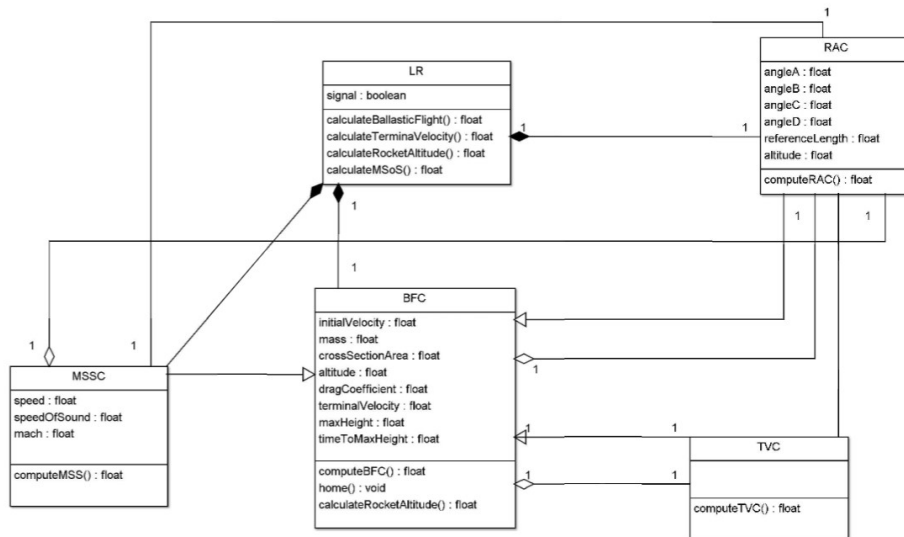 1
1
RAC
angleA : float
angleB : float
angleC : float
angleD : float
referenceLength : float
altitude : float
computeRAC() : float
LR
signal : boolean
calculateBallasticFlight() : float
calculateTerminaVelocity() : float
calculateRocketAltitude() : float
calculateMSoS() : float
1
1
1
1
1
1
BFC
initialVelocity : float
mass : float
crossSectionArea : float
altitude : float
dragCoefficient : float
terminalVelocity : float
maxHeight : float
timeToMaxHeight : float
computeBFC() : float
home() : void
calculateRocketAltitude() : float
1
1
MSSC
speed : float
speedOfSound : float
mach : float
computeMSS() : float
1
1
1
1
1
TVC
computeTVC() : float